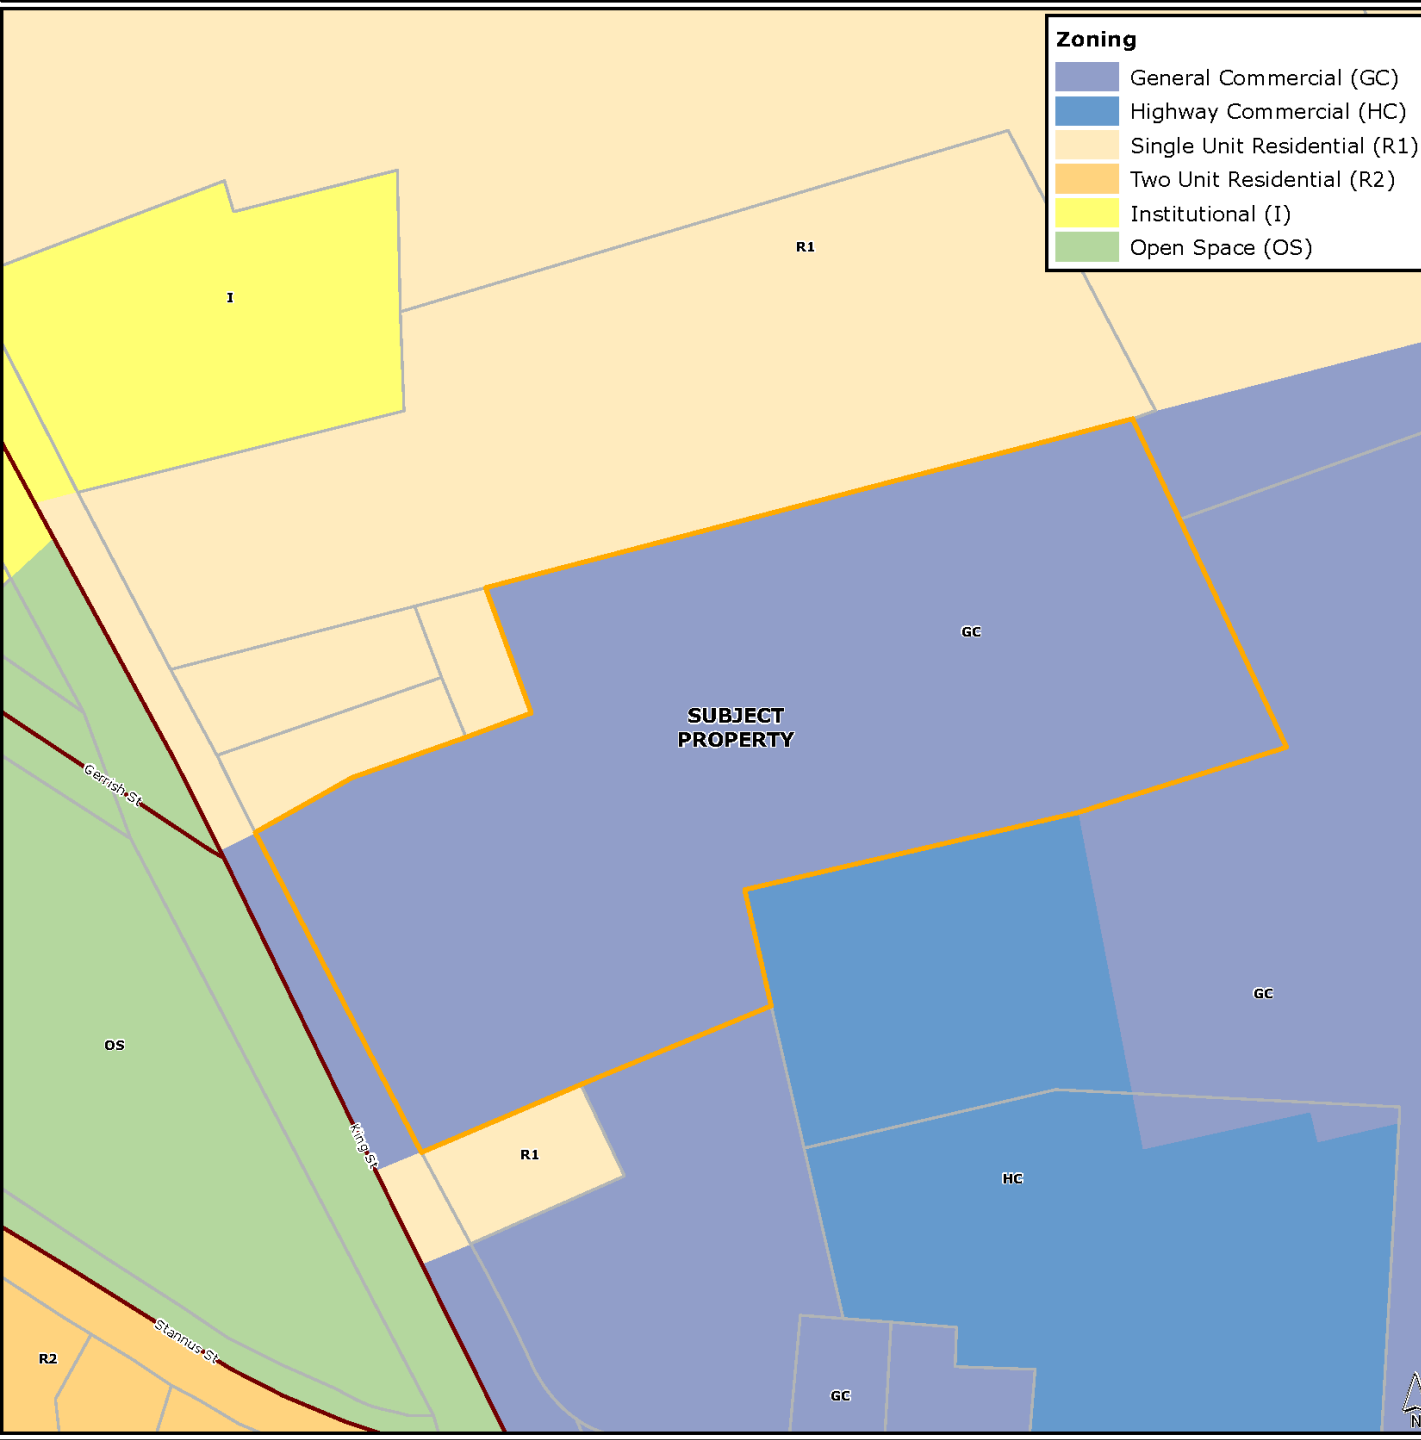 Zoning
General Commercial (GC)
Highway Commercial (HC)
Single Unit Residential (R1)
Two Unit Residential (R2)
Institutional (I)
Open Space (OS)
R1
I
GC
SUBJECT
PROPERTY
Gerrish St
GC
OS
King St
R1
HC
Stannus St
R2
GC
N